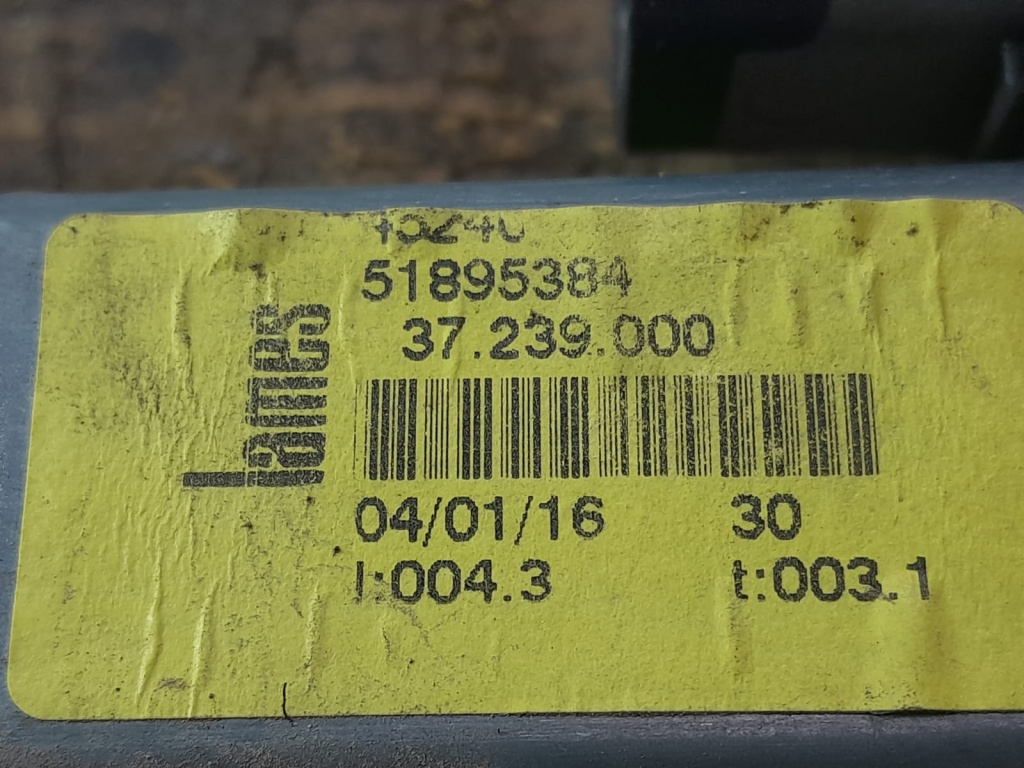 51895384
37.239.000
lames
04/01/16 30
I:004.3 t:003.1